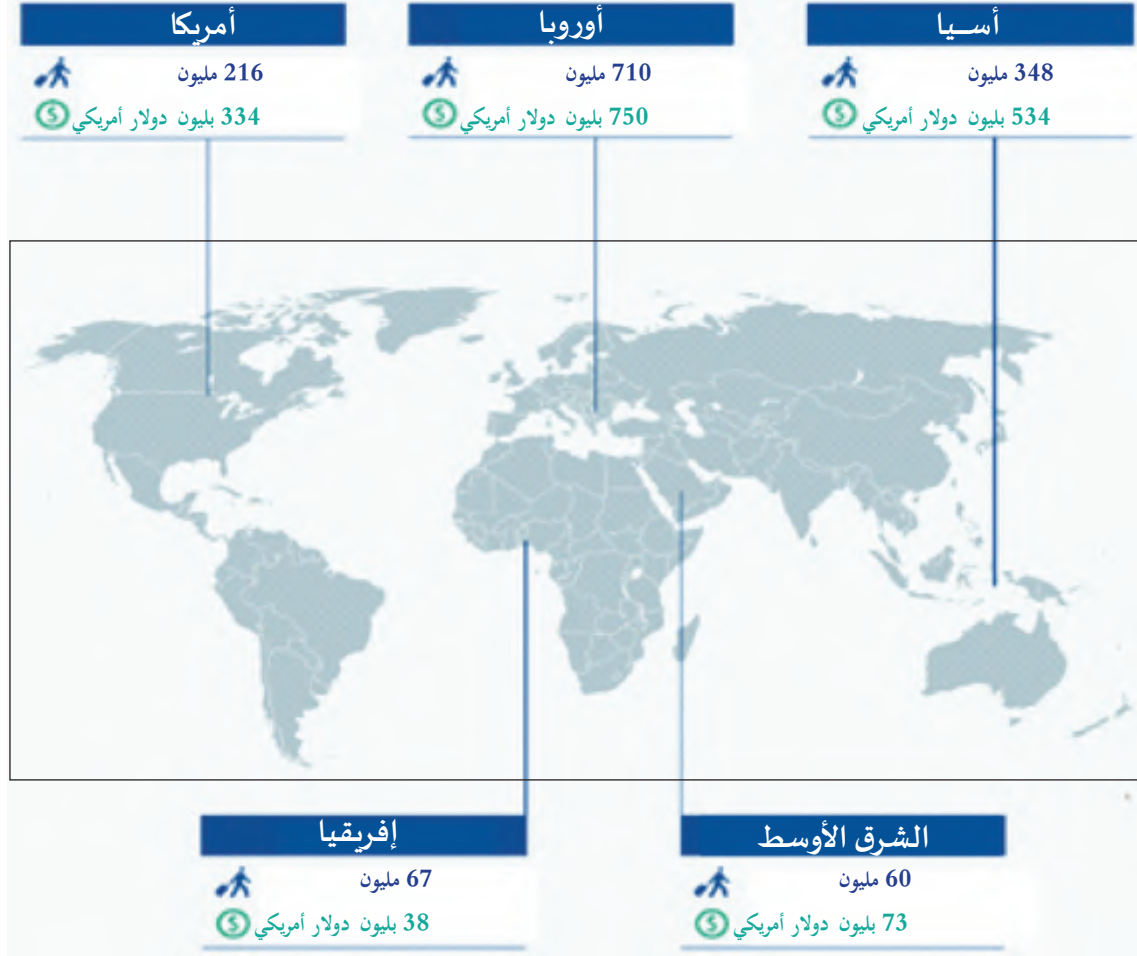 أسيا
348 مليون
534 بليون دولار أمريكي
أوروبا
710 مليون
750 بليون دولار أمريكي
أمريكا
216 مليون
334 بليون دولار أمريكي
الشرق الأوسط
60 مليون
73 بليون دولار أمريكي
إفريقيا
67 مليون
38 بليون دولار أمريكي